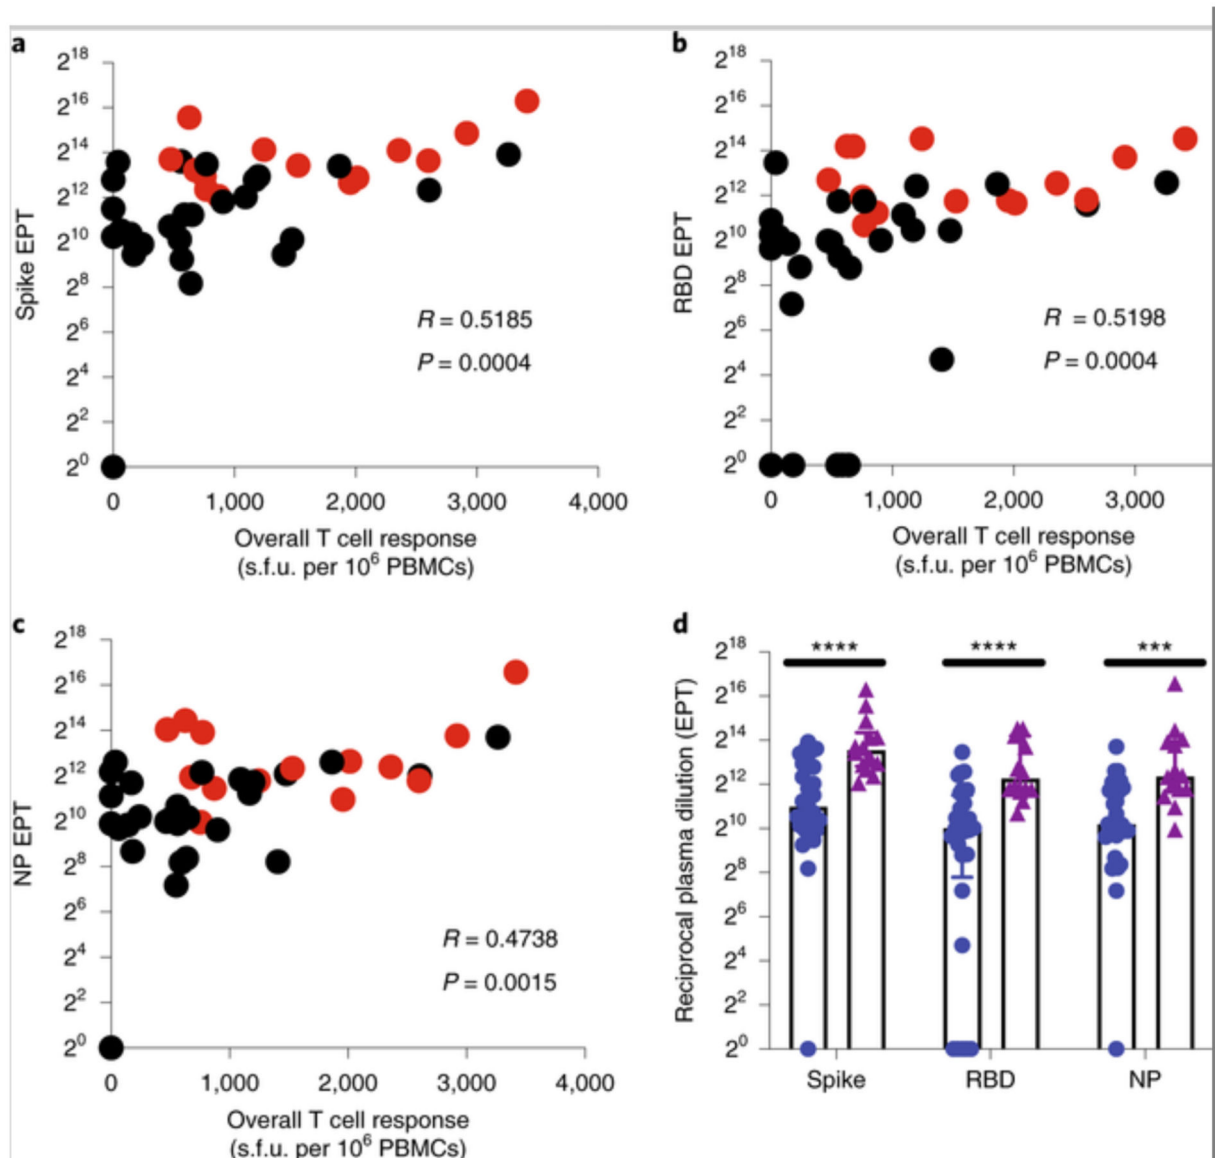 a
2^18
2^16
2^14
2^12
2^10
2^8
2^6
2^4
2^2
2^0
Spike EPT
R = 0.5185
P = 0.0004
0 1,000 2,000 3,000 4,000
Overall T cell response
(s.f.u. per 10^6 PBMCs)
b
2^18
2^16
2^14
2^12
2^10
2^8
2^6
2^4
2^2
2^0
RBD EPT
R = 0.5198
P = 0.0004
0 1,000 2,000 3,000
Overall T cell response
(s.f.u. per 10^6 PBMCs)
c
2^18
2^16
2^14
2^12
2^10
2^8
2^6
2^4
2^2
2^0
NP EPT
R = 0.4738
P = 0.0015
0 1,000 2,000 3,000 4,000
Overall T cell response
(s.f.u. per 10^6 PBMCs)
d
2^18
2^16
2^14
2^12
2^10
2^8
2^6
2^4
2^2
2^0
Reciprocal plasma dilution (EPT)
**** **** ***
Spike RBD NP